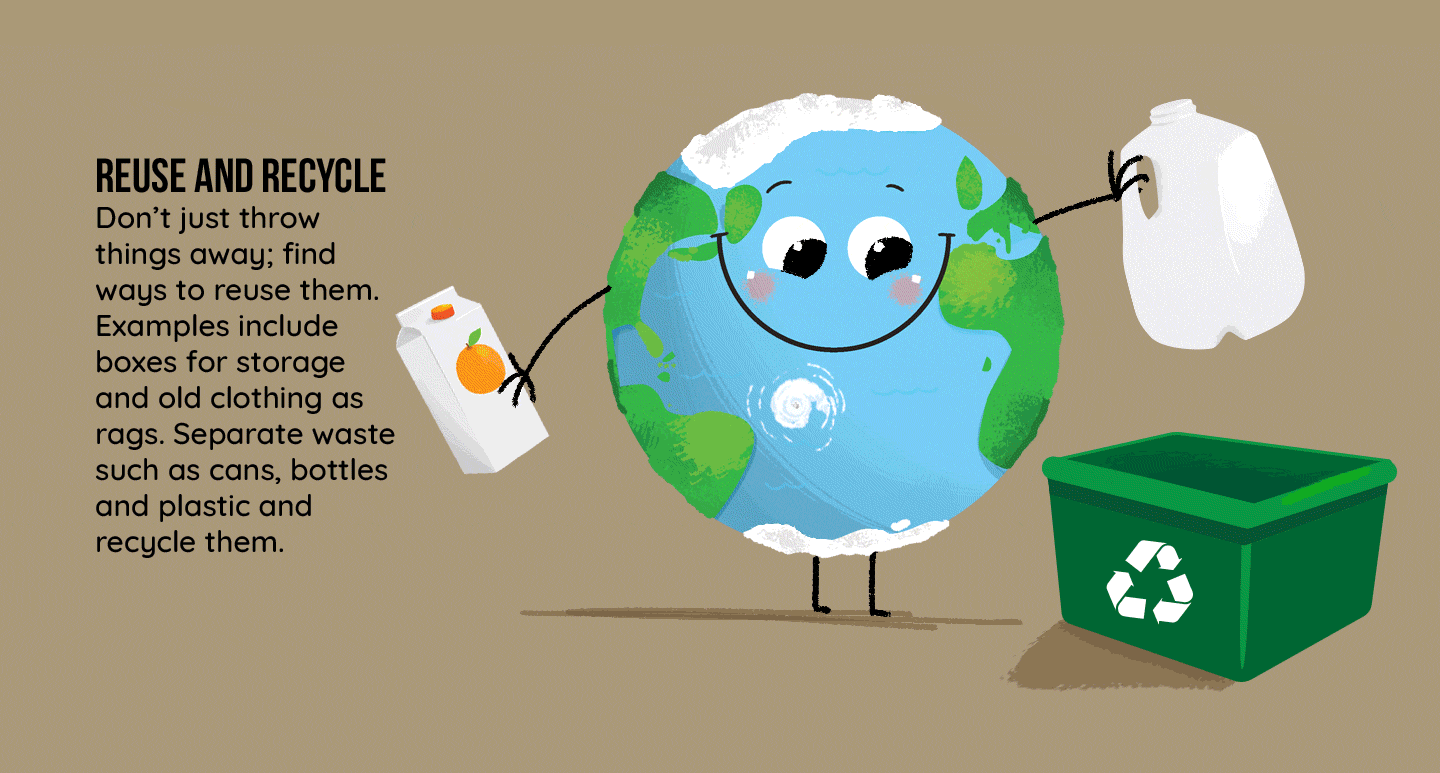 REUSE AND RECYCLE
Don’t just throw
things away; find
ways to reuse them.
Examples include
boxes for storage
and old clothing as
rags. Separate waste
such as cans, bottles
and plastic and
recycle them.